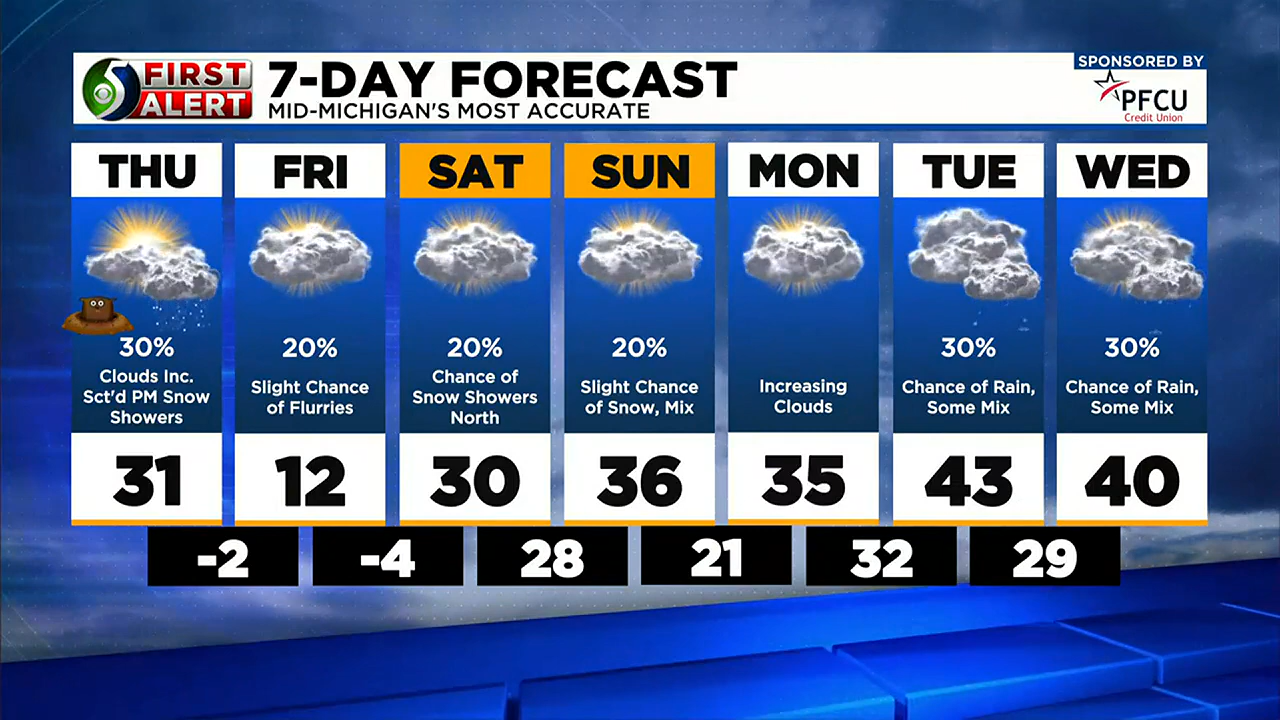 5 FIRST
ALERT
7-DAY FORECAST
MID-MICHIGAN'S MOST ACCURATE
SPONSORED BY
PFCU
Credit Union
THU
30%
Clouds Inc.
Sct'd PM Snow
Showers
31
FRI
20%
Slight Chance
of Flurries
12
SAT
20%
Chance of
Snow Showers
North
30
SUN
20%
Slight Chance
of Snow, Mix
36
MON
Increasing
Clouds
35
TUE
30%
Chance of Rain,
Some Mix
43
WED
30%
Chance of Rain,
Some Mix
40
-2
-4
28
21
32
29